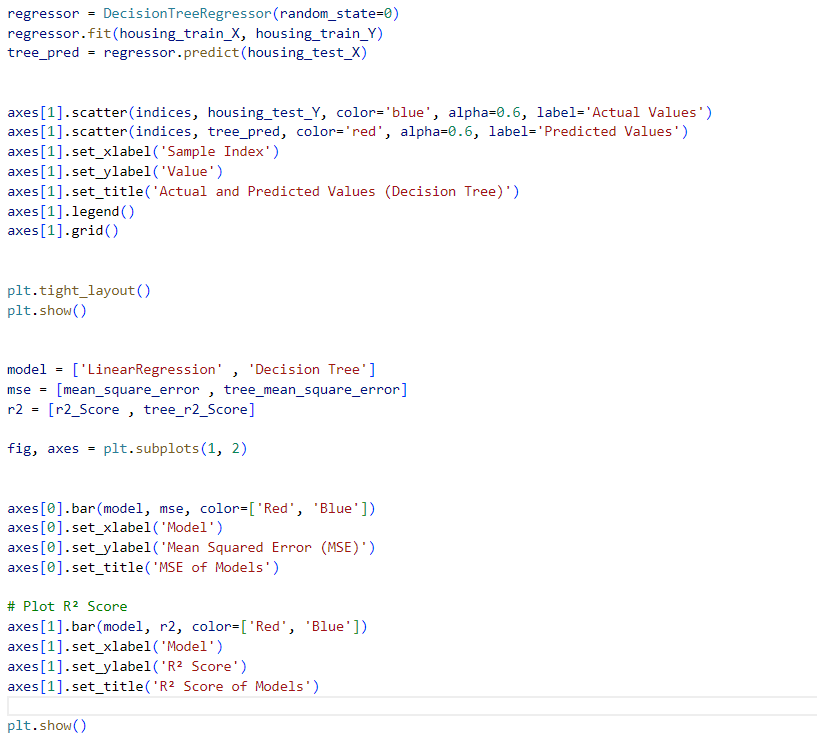 regressor = DecisionTreeRegressor(random_state=0)
regressor.fit(housing_train_X, housing_train_Y)
tree_pred = regressor.predict(housing_test_X)
axes[1].scatter(indices, housing_test_Y, color='blue', alpha=0.6, label='Actual Values')
axes[1].scatter(indices, tree_pred, color='red', alpha=0.6, label='Predicted Values')
axes[1].set_xlabel('Sample Index')
axes[1].set_ylabel('Value')
axes[1].set_title('Actual and Predicted Values (Decision Tree)')
axes[1].legend()
axes[1].grid()
plt.tight_layout()
plt.show()
model = ['LinearRegression' , 'Decision Tree']
mse = [mean_square_error , tree_mean_square_error]
r2 = [r2_Score , tree_r2_Score]
fig, axes = plt.subplots(1, 2)
axes[0].bar(model, mse, color=['Red', 'Blue'])
axes[0].set_xlabel('Model')
axes[0].set_ylabel('Mean Squared Error (MSE)')
axes[0].set_title('MSE of Models')
# Plot R² Score
axes[1].bar(model, r2, color=['Red', 'Blue'])
axes[1].set_xlabel('Model')
axes[1].set_ylabel('R² Score')
axes[1].set_title('R² Score of Models')
plt.show()